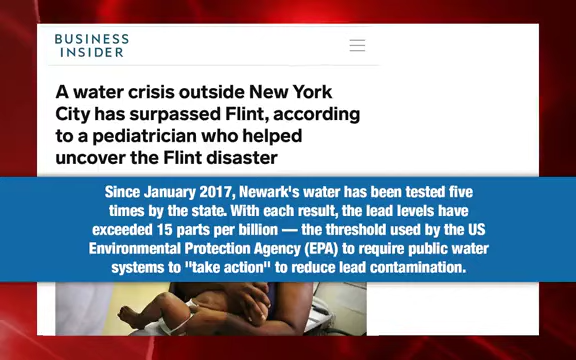 BUSINESS
INSIDER
A water crisis outside New York
City has surpassed Flint, according
to a pediatrician who helped
uncover the Flint disaster
Since January 2017, Newark's water has been tested five
times by the state. With each result, the lead levels have
exceeded 15 parts per billion — the threshold used by the US
Environmental Protection Agency (EPA) to require public water
systems to "take action" to reduce lead contamination.